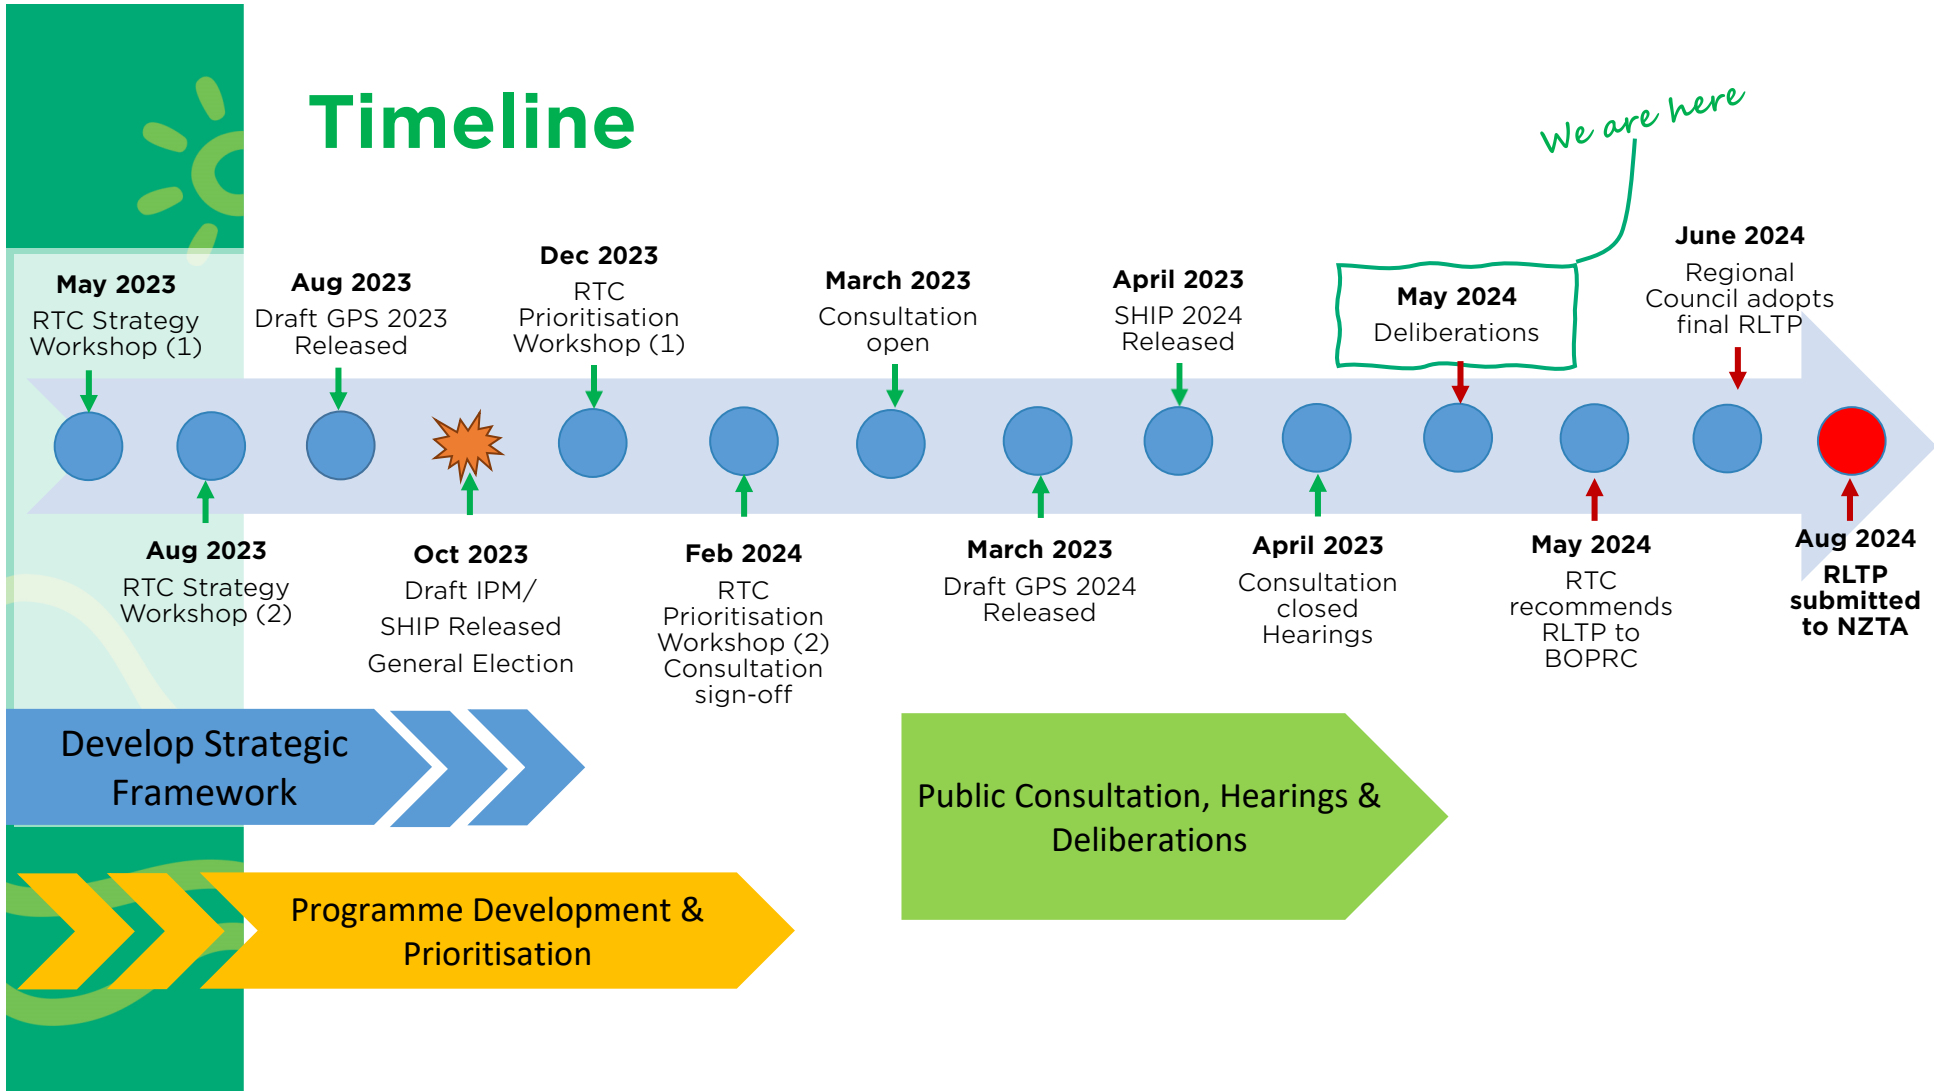 Timeline
We are here
May 2023
RTC Strategy
Workshop (1)
Aug 2023
RTC Strategy
Workshop (2)
Aug 2023
Draft GPS 2023
Released
Oct 2023
Draft IPM/
SHIP Released
General Election
Dec 2023
RTC
Prioritisation
Workshop (1)
Feb 2024
RTC
Prioritisation
Workshop (2)
Consultation
sign-off
March 2023
Consultation
open
March 2023
Draft GPS 2024
Released
April 2023
SHIP 2024
Released
April 2023
Consultation
closed
Hearings
May 2024
Deliberations
May 2024
RTC
recommends
RLTP to
BOPRC
June 2024
Regional
Council adopts
final RLTP
Aug 2024
RLTP
submitted
to NZTA
Develop Strategic
Framework
Programme Development &
Prioritisation
Public Consultation, Hearings &
Deliberations